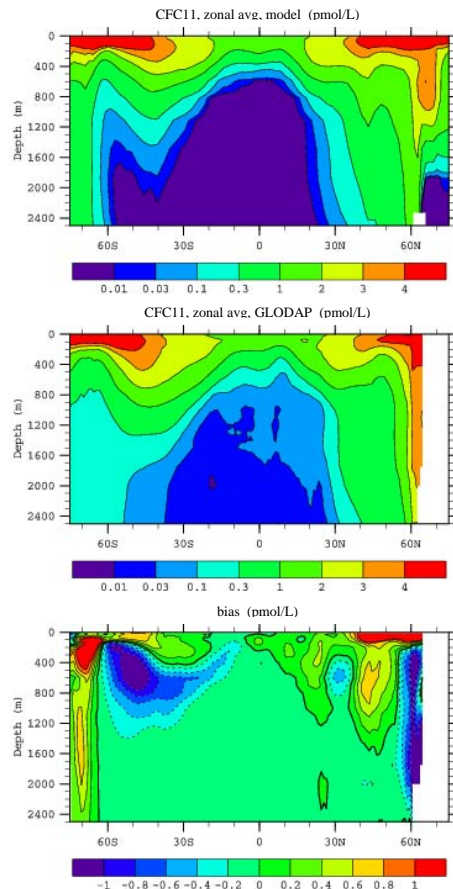 CFC11, zonal avg, model (pmol/L)
0
400
800
1200
1600
2000
2400
Depth (m)
60S 30S 0 30N 60N
0.01 0.03 0.1 0.3 1 2 3 4
CFC11, zonal avg, GLODAP (pmol/L)
0
400
800
1200
1600
2000
2400
Depth (m)
60S 30S 0 30N 60N
0.01 0.03 0.1 0.3 1 2 3 4
bias (pmol/L)
0
400
800
1200
1600
2000
2400
Depth (m)
60S 30S 0 30N 60N
-1 -0.8 -0.6 -0.4 -0.2 0 0.2 0.4 0.6 0.8 1